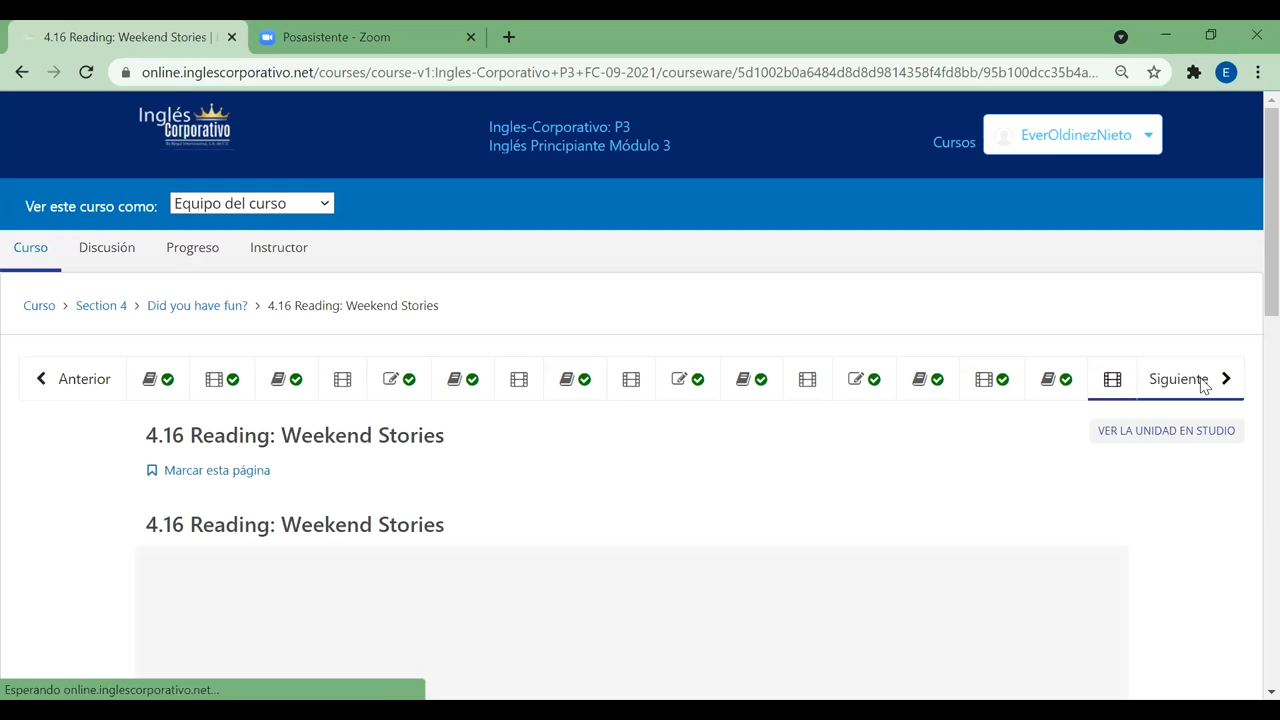 4.16 Reading: Weekend Stories |
Posasistente - Zoom
online.inglescorporativo.net/courses/course-v1:Ingles-Corporativo+P3+FC-09-2021/courseware/5d1002b0a6484d8d8d9814358f4fd8bb/95b100dcc35b4a...
E
Inglés
Corporativo
Ingles-Corporativo: P3
Inglés Principiante Módulo 3
Cursos
EverOldinezNieto
Ver este curso como:
Equipo del curso
Curso
Discusión
Progreso
Instructor
Curso > Section 4 > Did you have fun? > 4.16 Reading: Weekend Stories
Anterior
Siguiente
4.16 Reading: Weekend Stories
VER LA UNIDAD EN STUDIO
Marcar esta página
4.16 Reading: Weekend Stories
Esperando online.inglescorporativo.net...